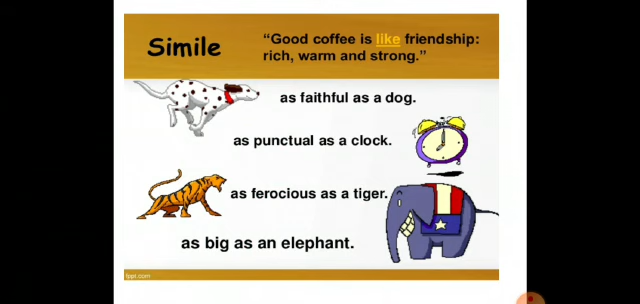 Simile
“Good coffee is like friendship:
rich, warm and strong.”
as faithful as a dog.
as punctual as a clock.
as ferocious as a tiger.
as big as an elephant.
fppt.com